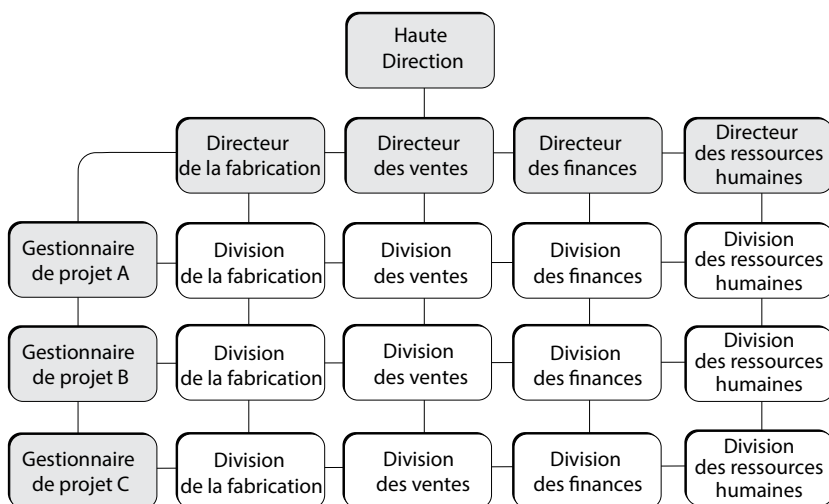 Haute
Direction
Directeur
de la fabrication
Directeur
des ventes
Directeur
des finances
Directeur
des ressources
humaines
Gestionnaire
de projet A
Division
de la fabrication
Division
des ventes
Division
des finances
Division
des ressources
humaines
Gestionnaire
de projet B
Division
de la fabrication
Division
des ventes
Division
des finances
Division
des ressources
humaines
Gestionnaire
de projet C
Division
de la fabrication
Division
des ventes
Division
des finances
Division
des ressources
humaines